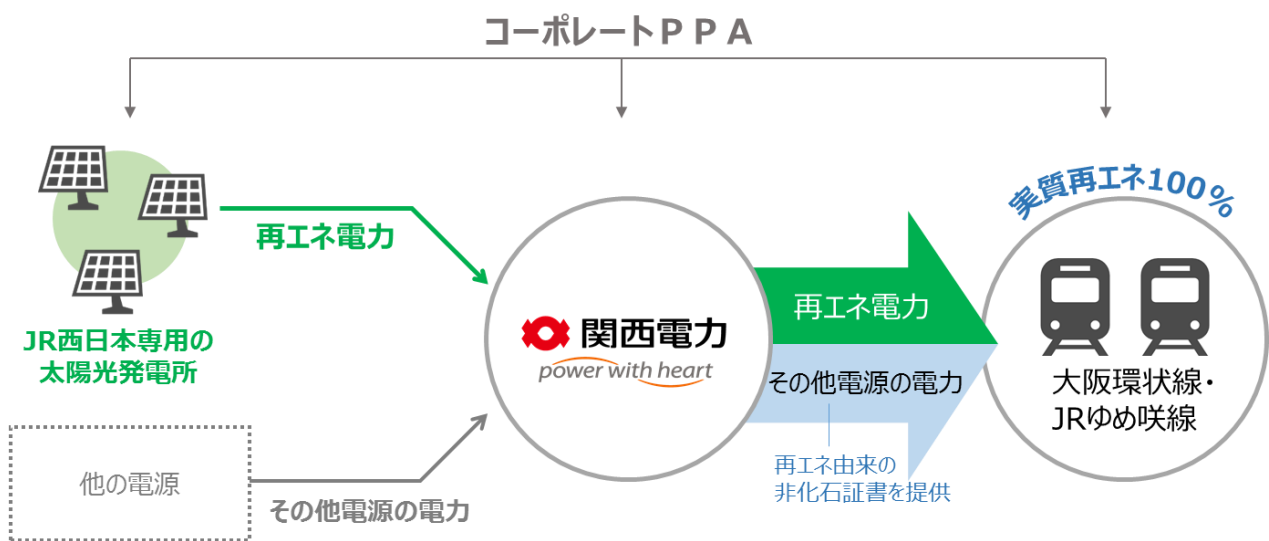 コーポレートPPA
実質再エネ100%
再エネ電力
JR西日本専用の
太陽光発電所
関西電力
power with heart
再エネ電力
その他電源の電力
再エネ由来の
非化石証書を提供
大阪環状線・
JRゆめ咲線
他の電源
その他電源の電力